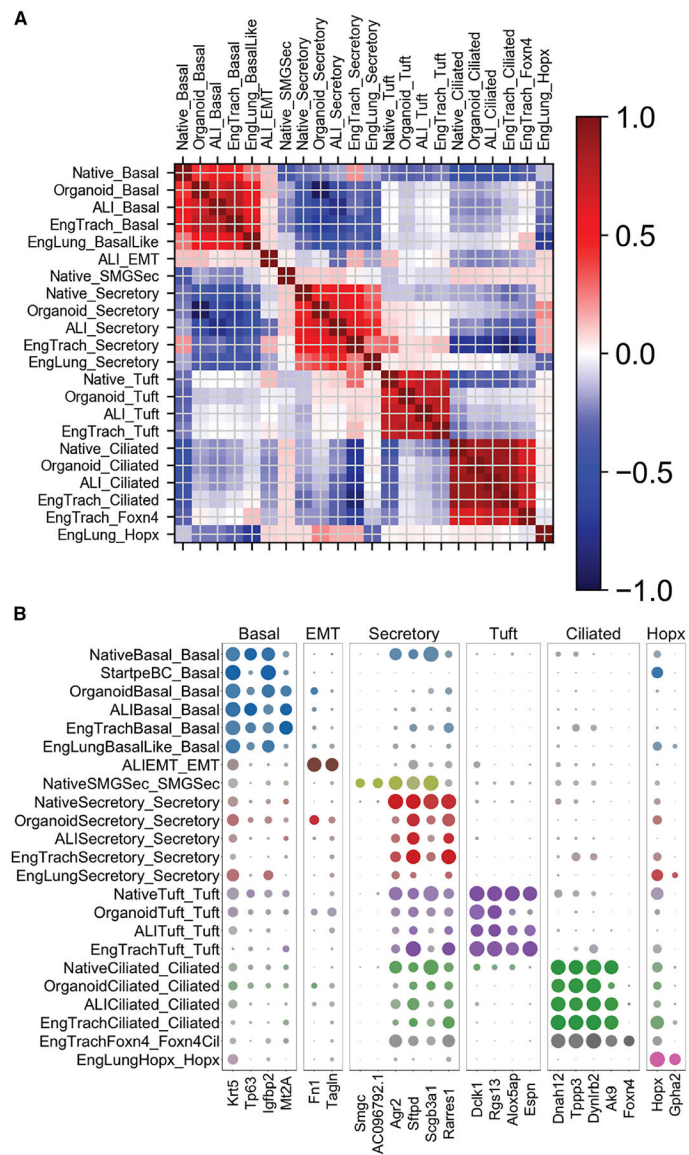 A
Native_Basal
Organoid_Basal
ALI_Basal
EngTrach_Basal
EngLung_BasalLike
ALI_EMT
Native_SMGSec
Native_Secretory
Organoid_Secretory
ALI_Secretory
EngTrach_Secretory
EngLung_Secretory
Native_Tuft
Organoid_Tuft
ALI_Tuft
EngTrach_Tuft
Native_Ciliated
Organoid_Ciliated
ALI_Ciliated
EngTrach_Ciliated
EngTrach_Foxn4
EngLung_Hopx
Native_Basal
Organoid_Basal
ALI_Basal
EngTrach_Basal
EngLung_BasalLike
ALI_EMT
Native_SMGSec
Native_Secretory
Organoid_Secretory
ALI_Secretory
EngTrach_Secretory
EngLung_Secretory
Native_Tuft
Organoid_Tuft
ALI_Tuft
EngTrach_Tuft
Native_Ciliated
Organoid_Ciliated
ALI_Ciliated
EngTrach_Ciliated
EngTrach_Foxn4
EngLung_Hopx
1.0
0.5
0.0
−0.5
−1.0
B
Basal EMT Secretory Tuft Ciliated Hopx
NativeBasal_Basal
StartpeBC_Basal
OrganoidBasal_Basal
ALIBasal_Basal
EngTrachBasal_Basal
EngLungBasalLike_Basal
ALIEMT_EMT
NativeSMGSec_SMGSec
NativeSecretory_Secretory
OrganoidSecretory_Secretory
ALISecretory_Secretory
EngTrachSecretory_Secretory
EngLungSecretory_Secretory
NativeTuft_Tuft
OrganoidTuft_Tuft
ALITuft_Tuft
EngTrachTuft_Tuft
NativeCiliated_Ciliated
OrganoidCiliated_Ciliated
ALICiliated_Ciliated
EngTrachCiliated_Ciliated
EngTrachFoxn4_Foxn4Cil
EngLungHopx_Hopx
Krt5
Tp63
Igfbp2
Mt2A
Fn1
Tagln
Smgc
AC096792.1
Agr2
Sftpd
Scgb3a1
Rarres1
Dclk1
Rgs13
Alox5ap
Espn
Dnah12
Tppp3
Dynlrb2
Ak9
Foxn4
Hopx
Gpha2